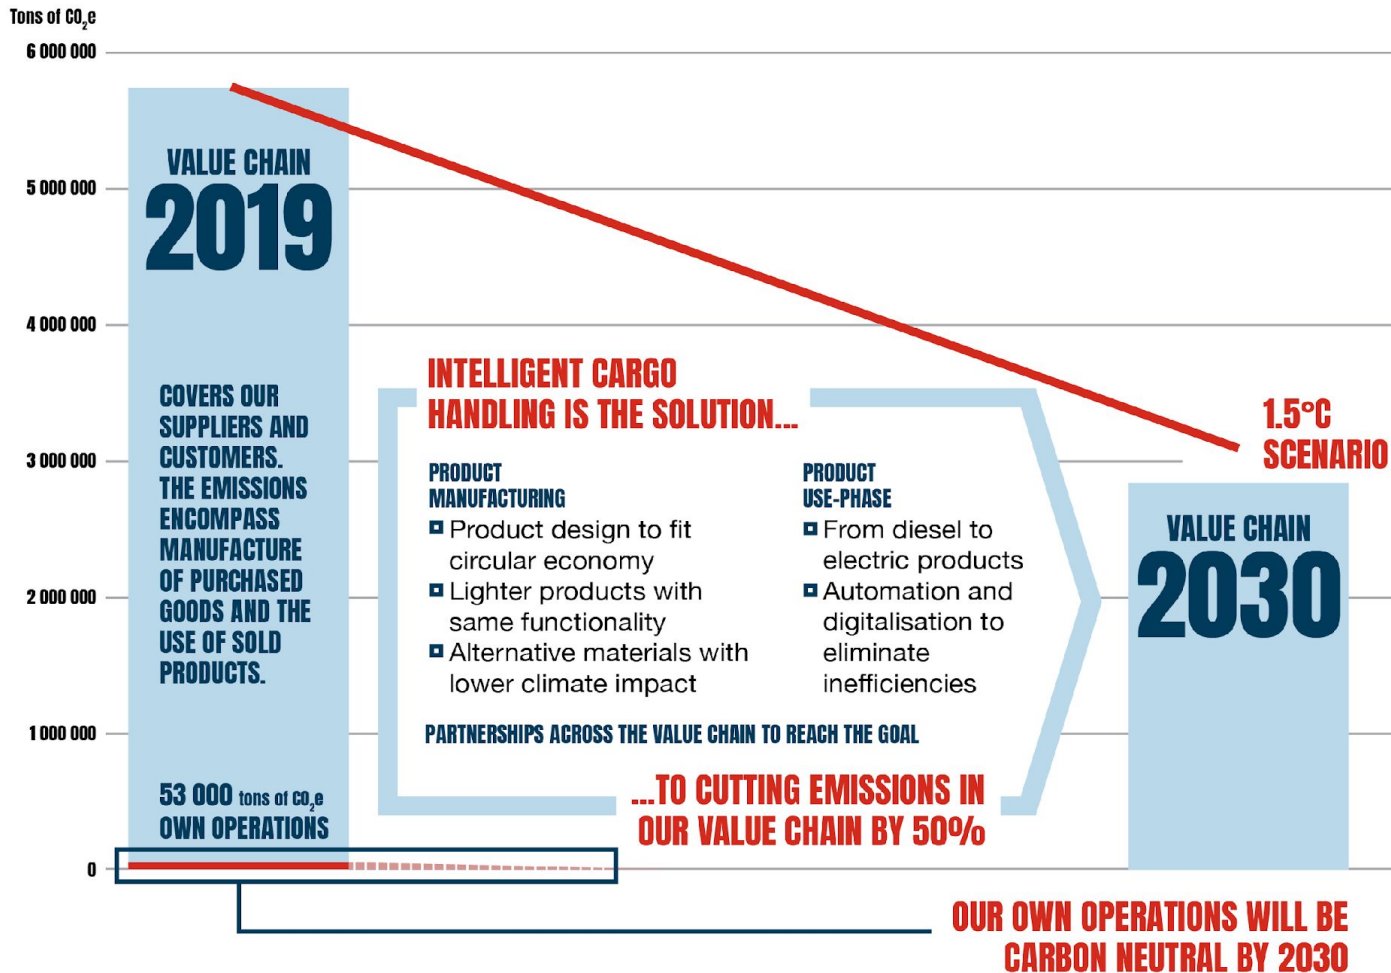 Tons of CO₂e
6 000 000
5 000 000
4 000 000
3 000 000
2 000 000
1 000 000
0
VALUE CHAIN
2019
COVERS OUR
SUPPLIERS AND
CUSTOMERS.
THE EMISSIONS
ENCOMPASS
MANUFACTURE
OF PURCHASED
GOODS AND THE
USE OF SOLD
PRODUCTS.
53 000 tons of CO₂e
OWN OPERATIONS
INTELLIGENT CARGO
HANDLING IS THE SOLUTION...
PRODUCT
MANUFACTURING
Product design to fit
circular economy
Lighter products with
same functionality
Alternative materials with
lower climate impact
PRODUCT
USE-PHASE
From diesel to
electric products
Automation and
digitalisation to
eliminate
inefficiencies
PARTNERSHIPS ACROSS THE VALUE CHAIN TO REACH THE GOAL
...TO CUTTING EMISSIONS IN
OUR VALUE CHAIN BY 50%
1.5°C
SCENARIO
VALUE CHAIN
2030
OUR OWN OPERATIONS WILL BE
CARBON NEUTRAL BY 2030